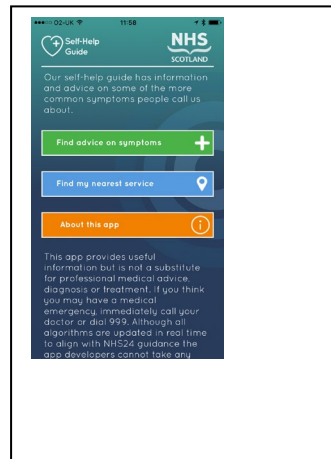 O2-UK 11:58
Self-Help
Guide
NHS
SCOTLAND
Our self-help guide has information
and advice on some of the more
common symptoms people call us
about.
Find advice on symptoms
Find my nearest service
About this app
This app provides useful
information but is not a substitute
for professional medical advice,
diagnosis or treatment. If you think
you may have a medical
emergency, immediately call your
doctor or dial 999. Although all
algorithms are updated in real time
to align with NHS24 guidance the
app developers cannot take any